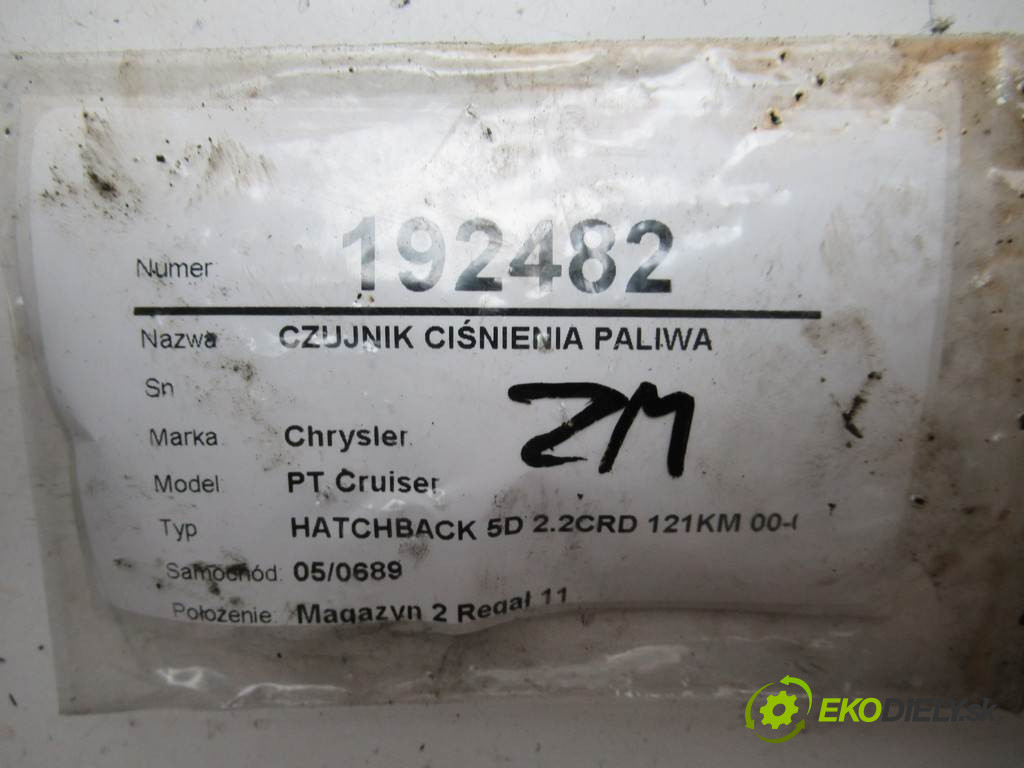 Numer: 192482
Nazwa CZUJNIK CIŚNIENIA PALIWA
Sn
ZM
Marka Chrysler
Model PT Cruiser
Typ HATCHBACK 5D 2.2CRD 121KM 00-
Samochód: 05/0689
Położenie: Magazyn 2 Regał 11
EKODIELY.sk